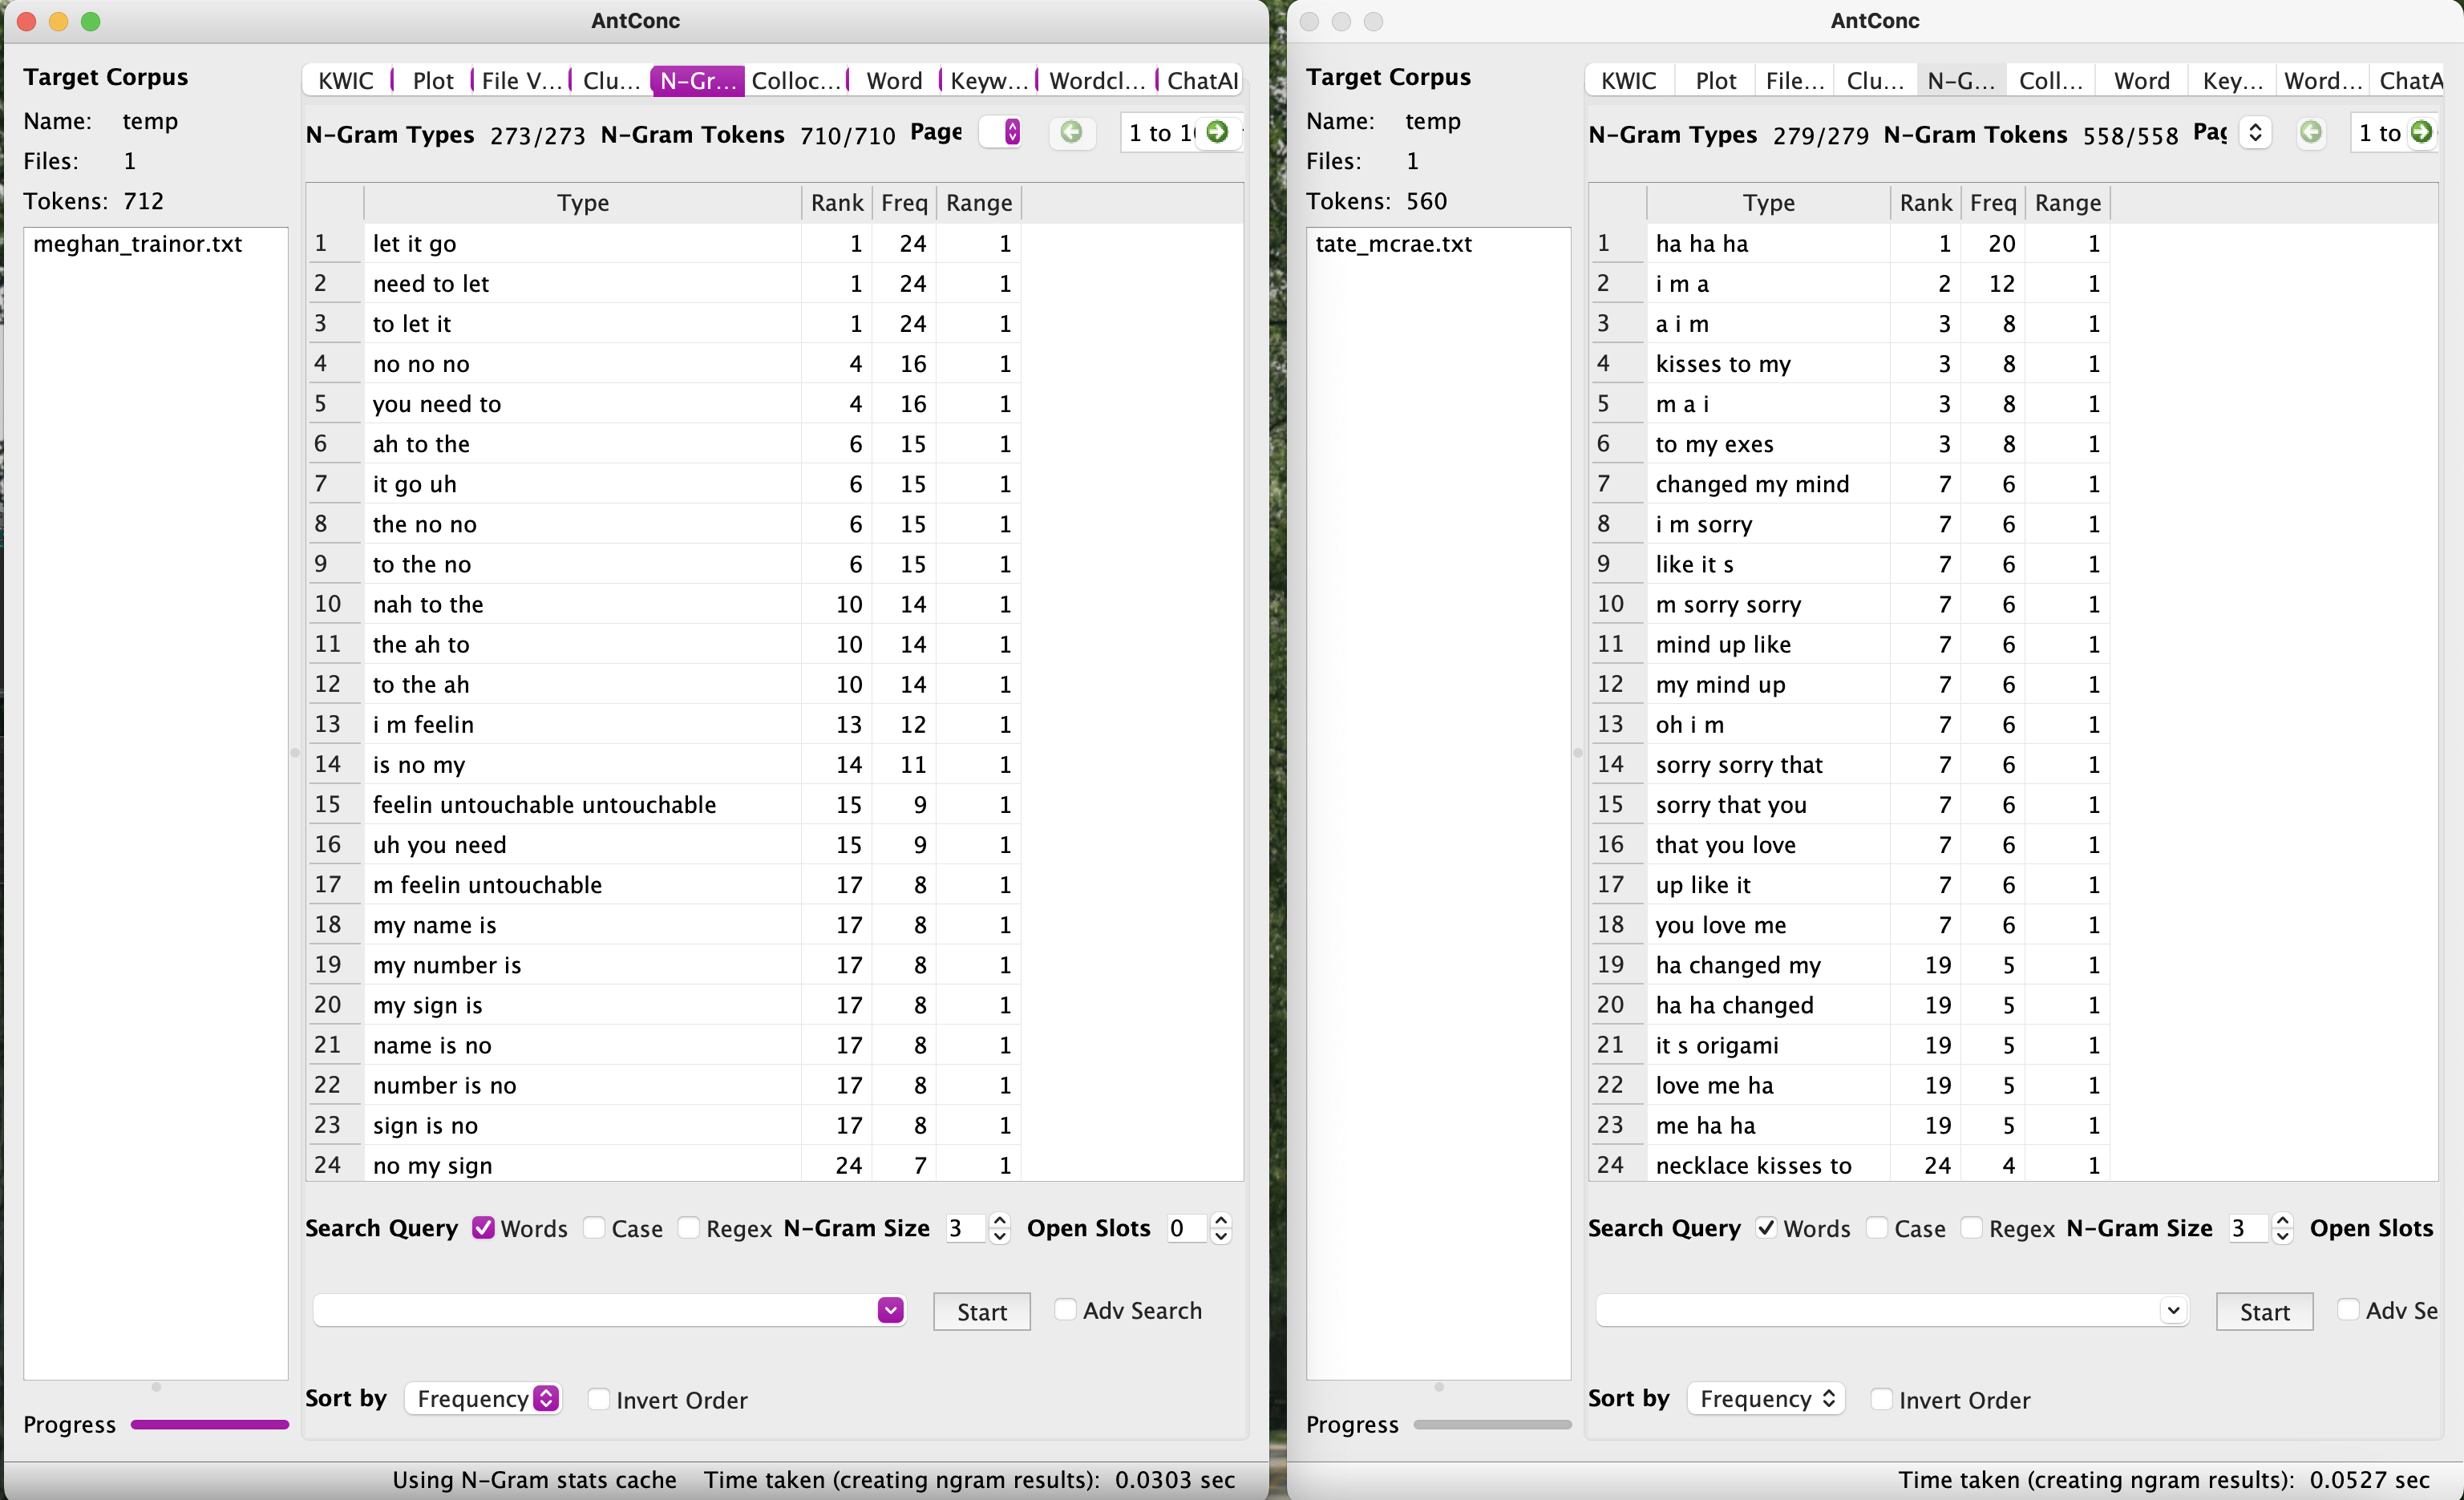 AntConc
Target Corpus
Name: temp
Files: 1
Tokens: 712
meghan_trainor.txt
Progress
KWIC Plot File V... Clu... N-Gr... Colloc... Word Keyw... Wordcl... ChatAI
N-Gram Types 273/273 N-Gram Tokens 710/710 Page 1 to 1
Type Rank Freq Range
1 let it go 1 24 1
2 need to let 1 24 1
3 to let it 1 24 1
4 no no no 4 16 1
5 you need to 4 16 1
6 ah to the 6 15 1
7 it go uh 6 15 1
8 the no no 6 15 1
9 to the no 6 15 1
10 nah to the 10 14 1
11 the ah to 10 14 1
12 to the ah 10 14 1
13 i m feelin 13 12 1
14 is no my 14 11 1
15 feelin untouchable untouchable 15 9 1
16 uh you need 15 9 1
17 m feelin untouchable 17 8 1
18 my name is 17 8 1
19 my number is 17 8 1
20 my sign is 17 8 1
21 name is no 17 8 1
22 number is no 17 8 1
23 sign is no 17 8 1
24 no my sign 24 7 1
Search Query Words Case Regex N-Gram Size 3 Open Slots 0
Start Adv Search
Sort by Frequency Invert Order
Using N-Gram stats cache Time taken (creating ngram results): 0.0303 sec
AntConc
Target Corpus
Name: temp
Files: 1
Tokens: 560
tate_mcrae.txt
Progress
KWIC Plot File... Clu... N-G... Coll... Word Key... Word... ChatA
N-Gram Types 279/279 N-Gram Tokens 558/558 Pag 1 to
Type Rank Freq Range
1 ha ha ha 1 20 1
2 i m a 2 12 1
3 a i m 3 8 1
4 kisses to my 3 8 1
5 m a i 3 8 1
6 to my exes 3 8 1
7 changed my mind 7 6 1
8 i m sorry 7 6 1
9 like it s 7 6 1
10 m sorry sorry 7 6 1
11 mind up like 7 6 1
12 my mind up 7 6 1
13 oh i m 7 6 1
14 sorry sorry that 7 6 1
15 sorry that you 7 6 1
16 that you love 7 6 1
17 up like it 7 6 1
18 you love me 7 6 1
19 ha changed my 19 5 1
20 ha ha changed 19 5 1
21 it s origami 19 5 1
22 love me ha 19 5 1
23 me ha ha 19 5 1
24 necklace kisses to 24 4 1
Search Query Words Case Regex N-Gram Size 3 Open Slots
Start Adv Se
Sort by Frequency Invert Order
Time taken (creating ngram results): 0.0527 sec